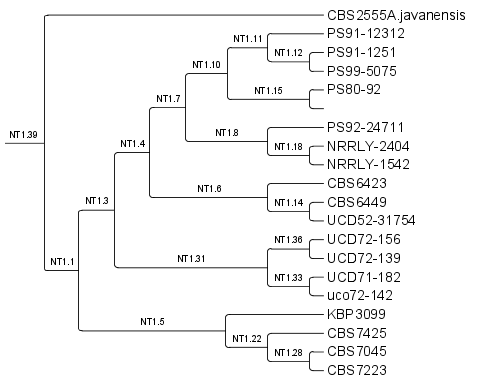 CBS2555A.javanensis
PS91-12312
NT1.11
PS91-1251
NT1.12
NT1.10
PS99-5075
PS80-92
NT1.15
NT1.7
PS92-24711
NT1.8
NT1.39
NRRLY-2404
NT1.18
NT1.4
NRRLY-1542
CBS6423
NT1.6
CBS6449
NT1.14
NT1.3
UCD52-31754
UCD72-156
NT1.36
UCD72-139
NT1.31
NT1.1
UCD71-182
NT1.33
uco72-142
KBP3099
NT1.5
CBS7425
NT1.22
CBS7045
NT1.28
CBS7223